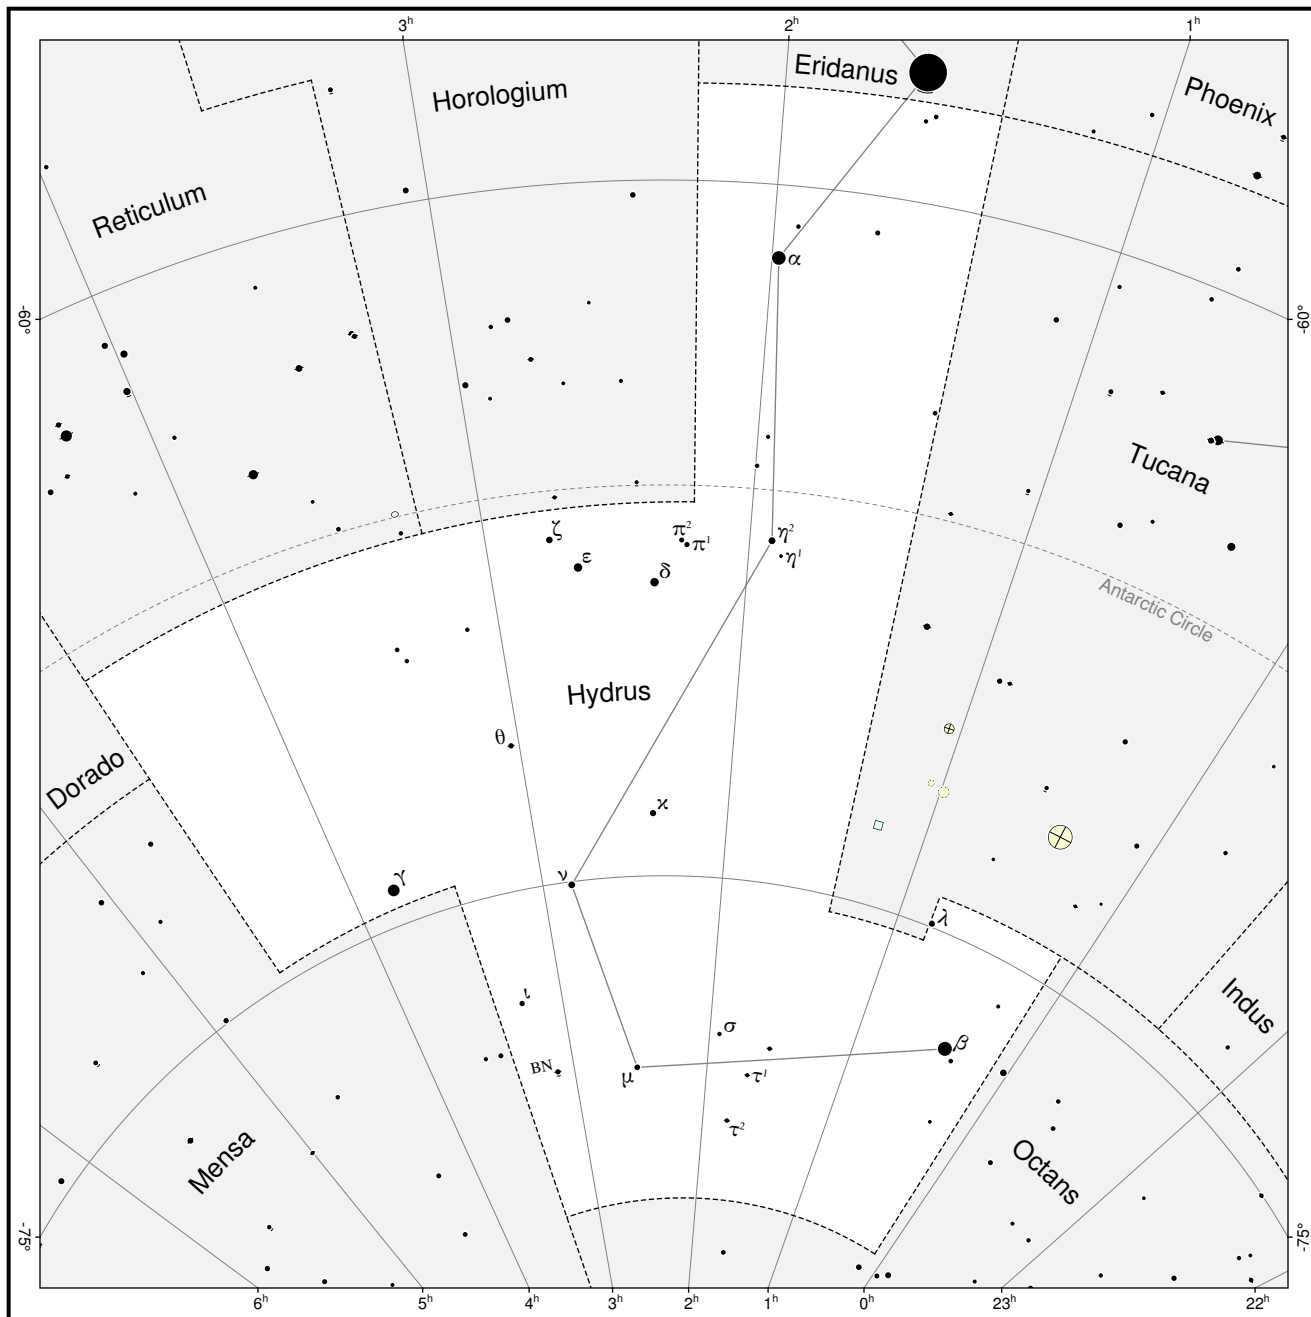 3h
2h
1h
Eridanus
Horologium
Phoenix
Reticulum
α
-60°
-60°
Tucana
ζ
π²
π¹
η²
η¹
ε
δ
Antarctic Circle
Hydrus
θ
Dorado
ϰ
γ
ν
λ
ι
Indus
σ
β
BN
μ
τ¹
τ²
Mensa
Octans
-75°
-75°
6h
5h
4h
3h
2h
1h
0h
23h
22h